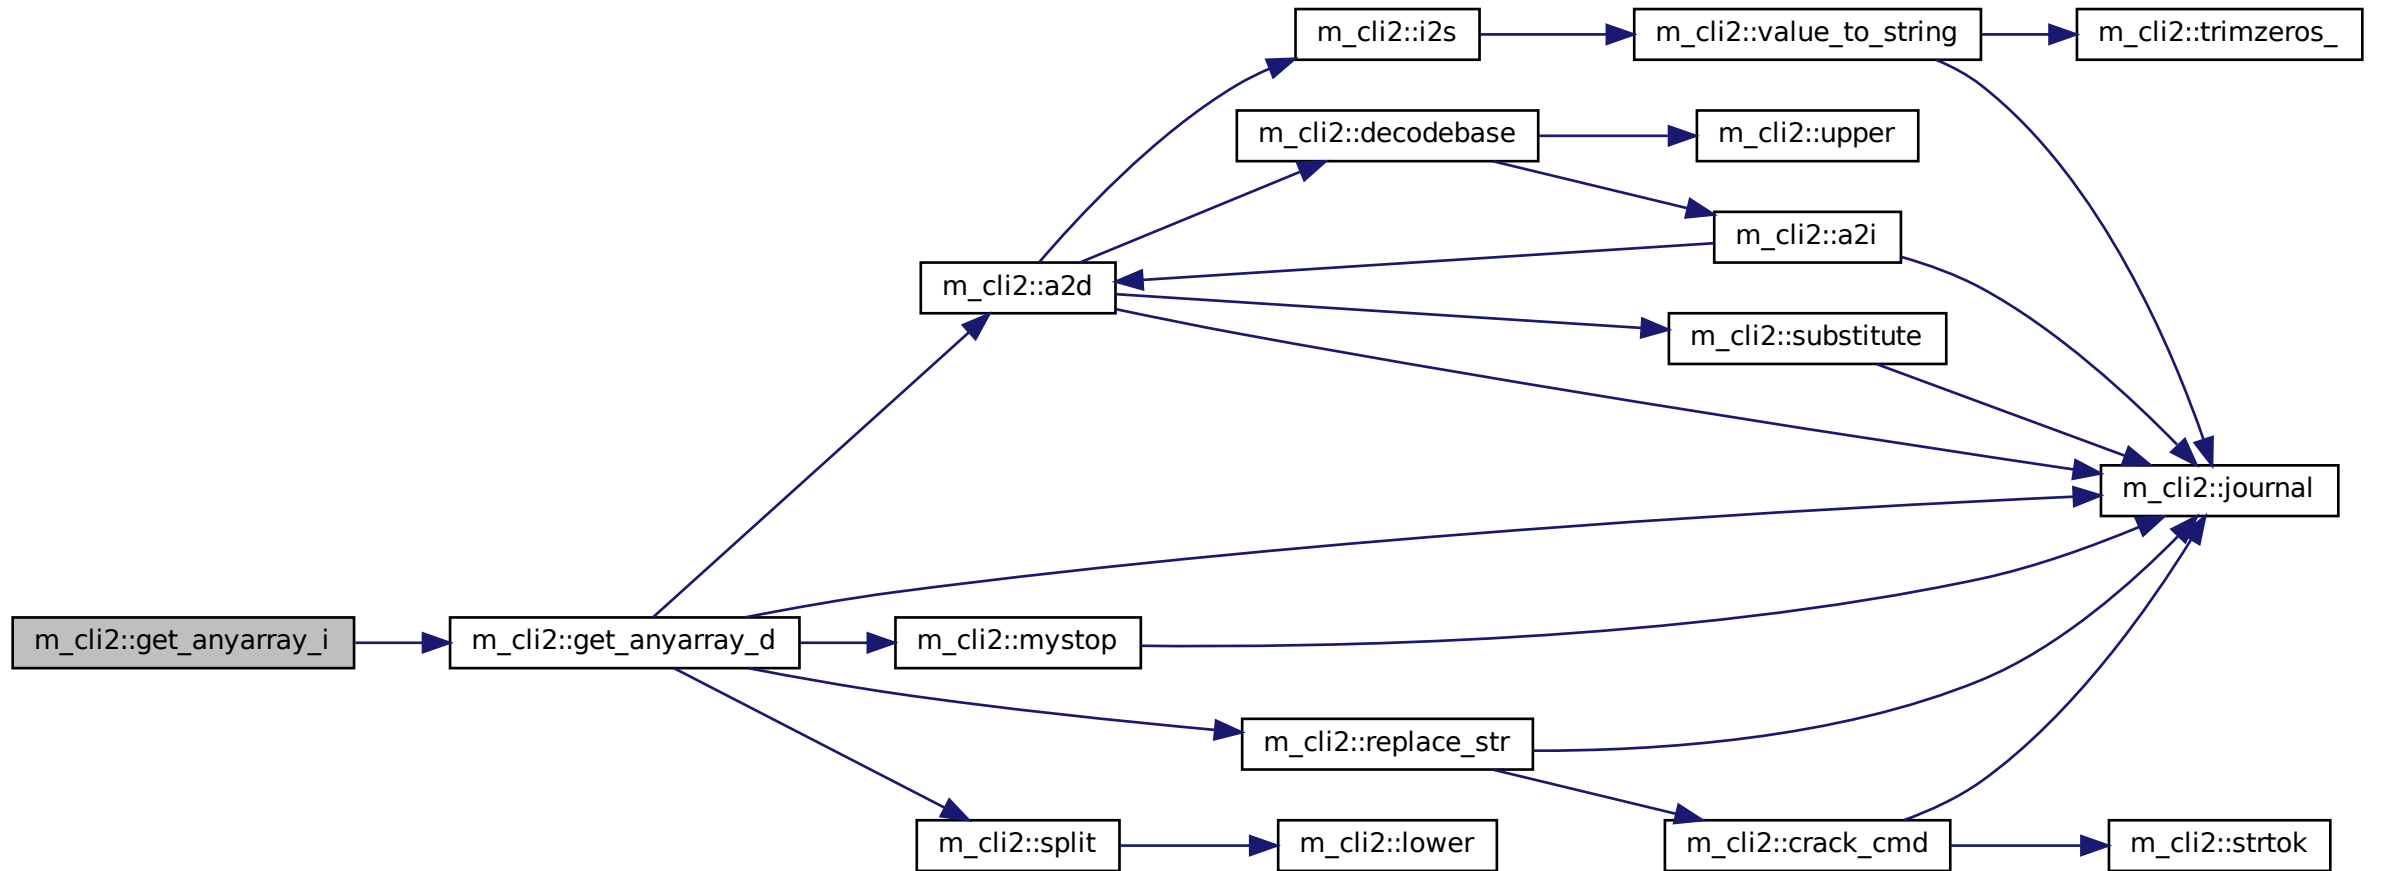 m_cli2::i2s
m_cli2::value_to_string
m_cli2::trimzeros_
m_cli2::decodebase
m_cli2::upper
m_cli2::a2i
m_cli2::a2d
m_cli2::substitute
m_cli2::journal
m_cli2::get_anyarray_i
m_cli2::get_anyarray_d
m_cli2::mystop
m_cli2::replace_str
m_cli2::split
m_cli2::lower
m_cli2::crack_cmd
m_cli2::strtok